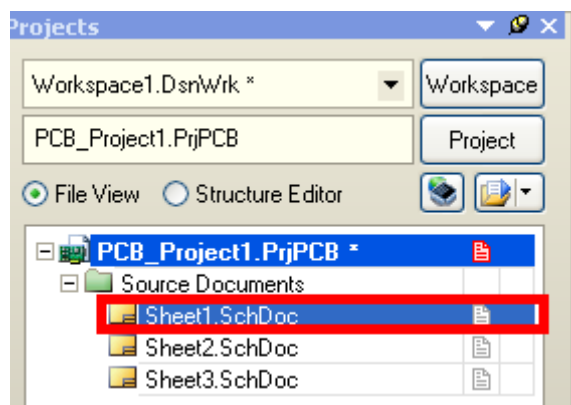 Projects
Workspace1.DsnWrk * Workspace
PCB_Project1.PrjPCB Project
File View Structure Editor
PCB_Project1.PrjPCB *
Source Documents
Sheet1.SchDoc
Sheet2.SchDoc
Sheet3.SchDoc